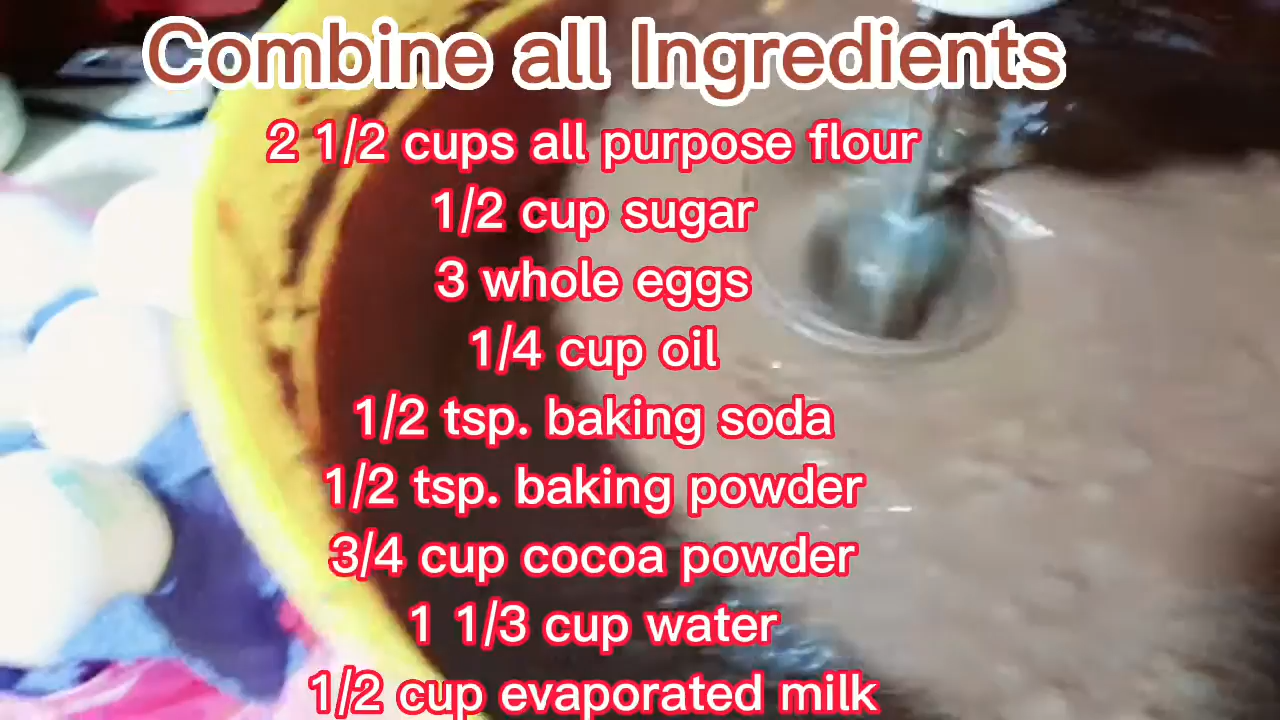 Combine all Ingredients
2 1/2 cups all purpose flour
1/2 cup sugar
3 whole eggs
1/4 cup oil
1/2 tsp. baking soda
1/2 tsp. baking powder
3/4 cup cocoa powder
1 1/3 cup water
1/2 cup evaporated milk